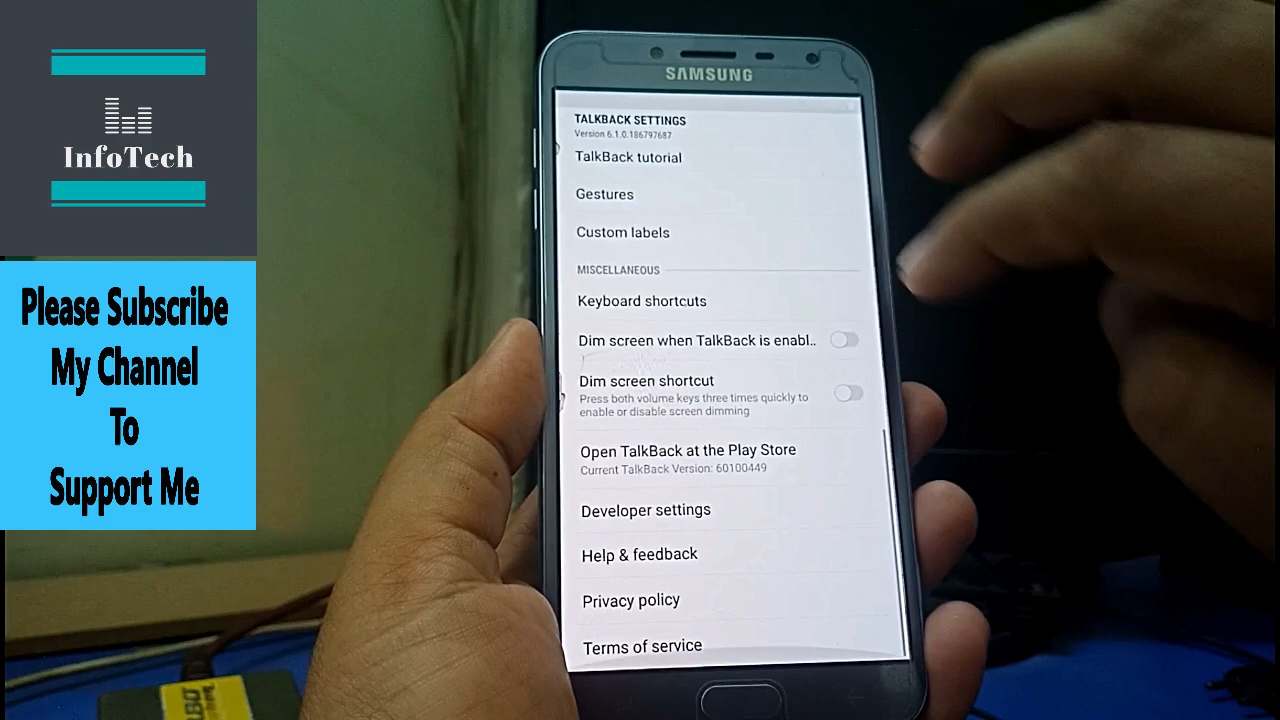 InfoTech
Please Subscribe
My Channel
To
Support Me
SAMSUNG
TALKBACK SETTINGS
Version 6.1.0.186797687
TalkBack tutorial
Gestures
Custom labels
MISCELLANEOUS
Keyboard shortcuts
Dim screen when TalkBack is enabl..
Dim screen shortcut
Press both volume keys three times quickly to
enable or disable screen dimming
Open TalkBack at the Play Store
Current TalkBack Version: 60100449
Developer settings
Help & feedback
Privacy policy
Terms of service